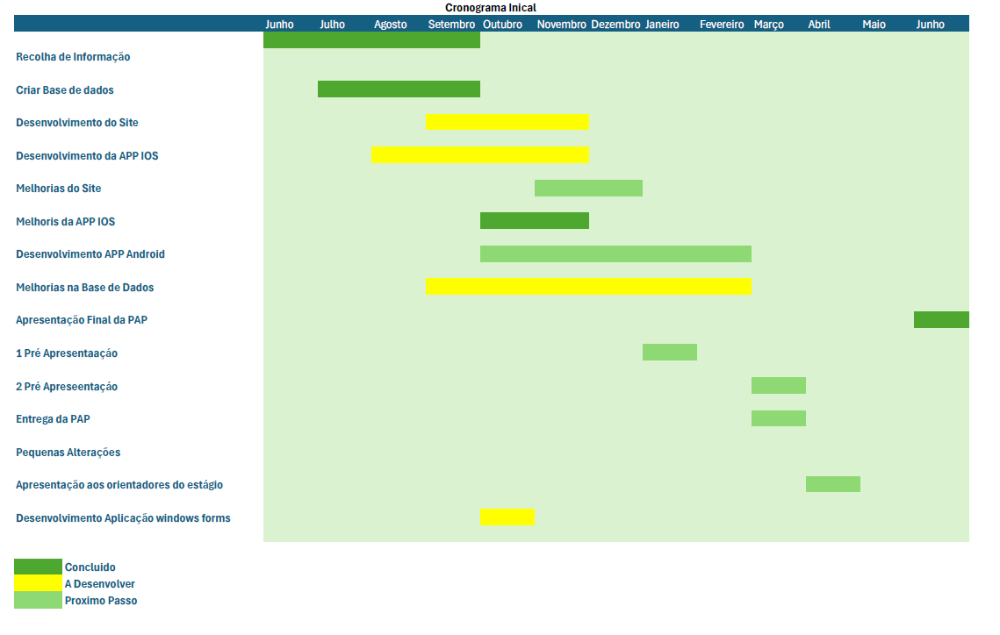 Cronograma Inical
Junho Julho Agosto Setembro Outubro Novembro Dezembro Janeiro Fevereiro Março Abril Maio Junho
Recolha de Informação
Criar Base de dados
Desenvolvimento do Site
Desenvolvimento da APP IOS
Melhorias do Site
Melhoris da APP IOS
Desenvolvimento APP Android
Melhorias na Base de Dados
Apresentação Final da PAP
1 Pré Apresentaação
2 Pré Apreseentação
Entrega da PAP
Pequenas Alterações
Apresentação aos orientadores do estágio
Desenvolvimento Aplicação windows forms
Concluido
A Desenvolver
Proximo Passo